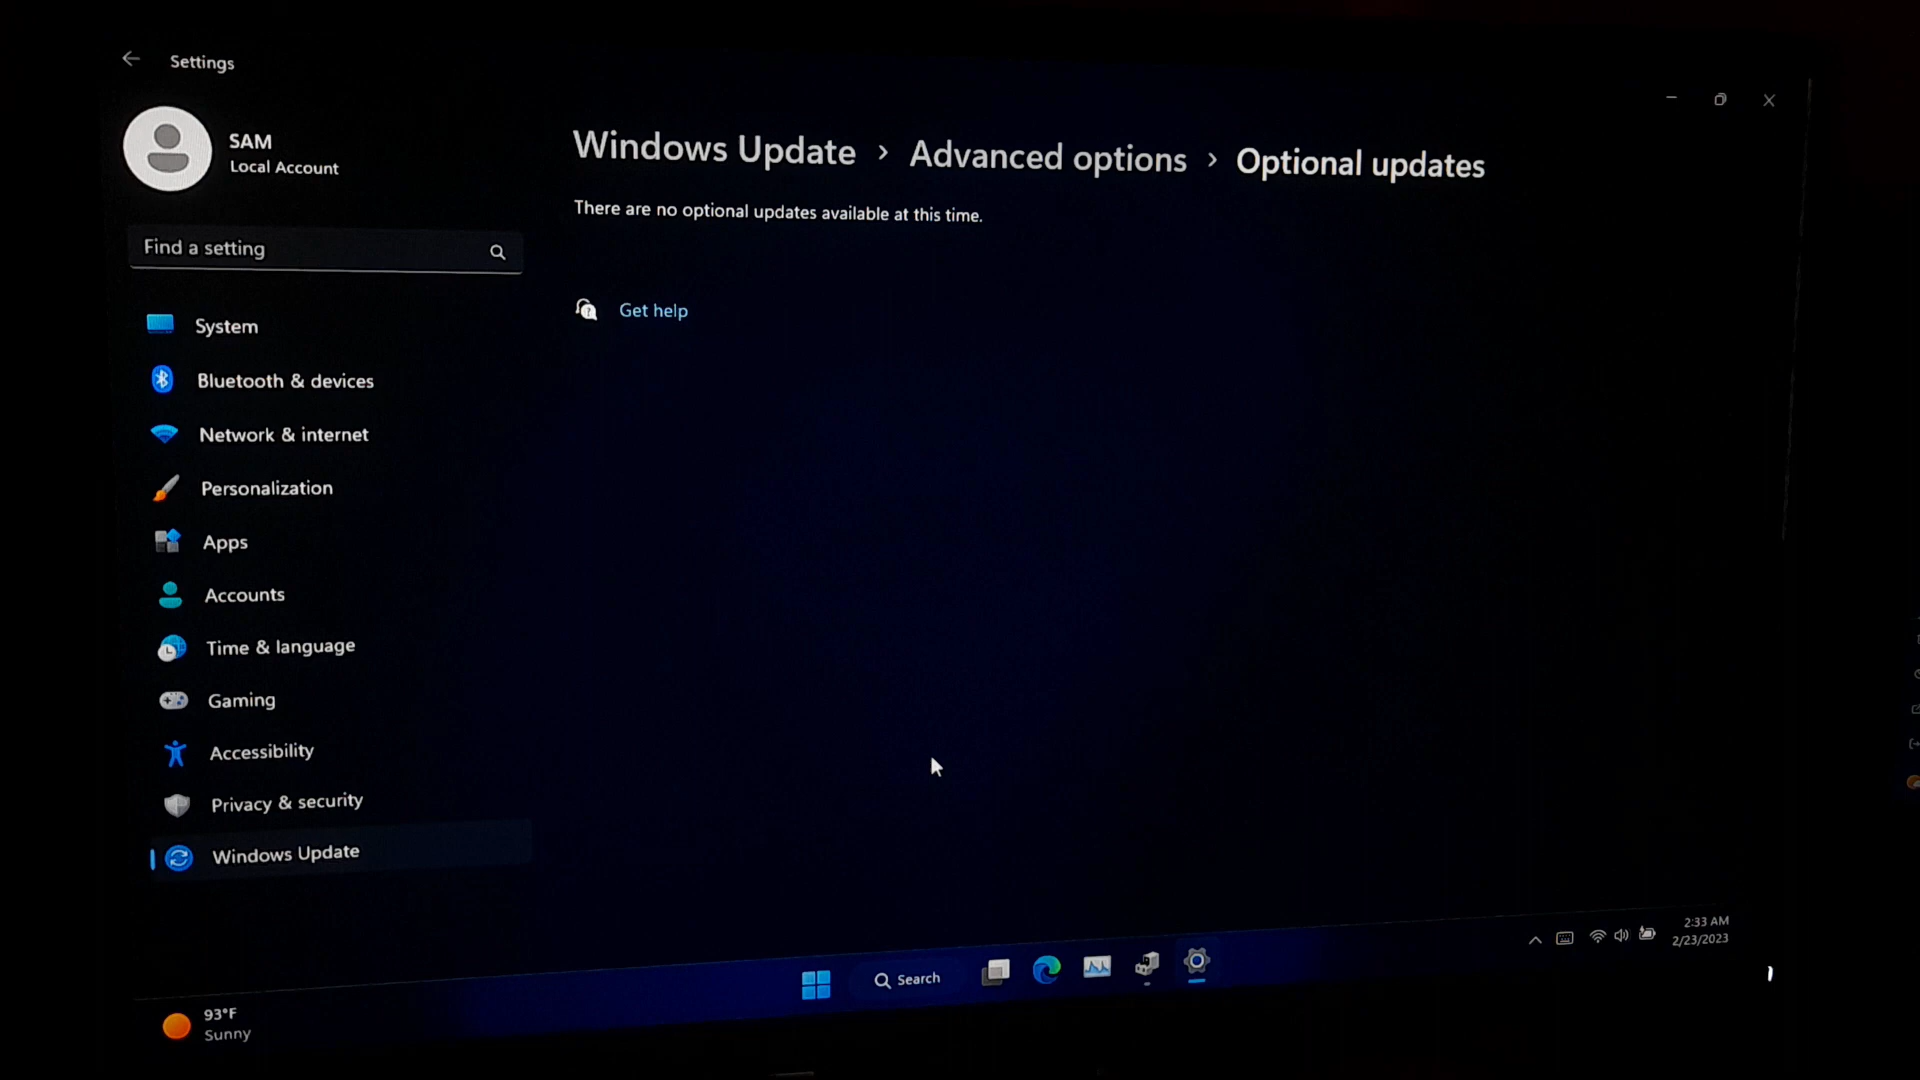 Settings
SAM
Local Account
Find a setting
System
Bluetooth & devices
Network & internet
Personalization
Apps
Accounts
Time & language
Gaming
Accessibility
Privacy & security
Windows Update
Windows Update > Advanced options > Optional updates
There are no optional updates available at this time.
Get help
93°F
Sunny
Search
2:33 AM
2/23/2023